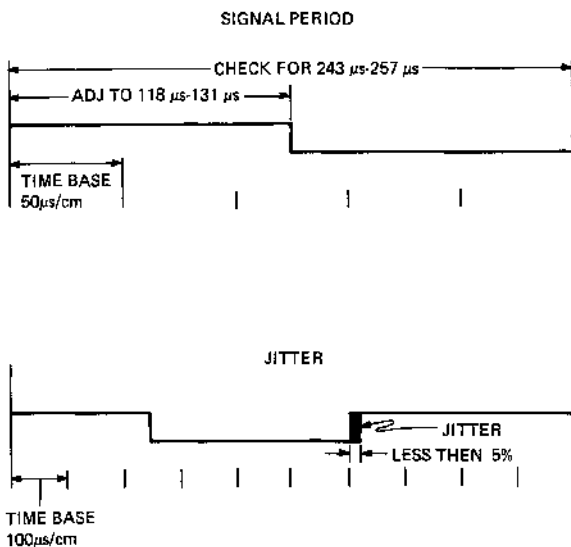 SIGNAL PERIOD
CHECK FOR 243 µs-257 µs
ADJ TO 118 µs-131 µs
TIME BASE
50µs/cm
JITTER
JITTER
LESS THEN 5%
TIME BASE
100µs/cm